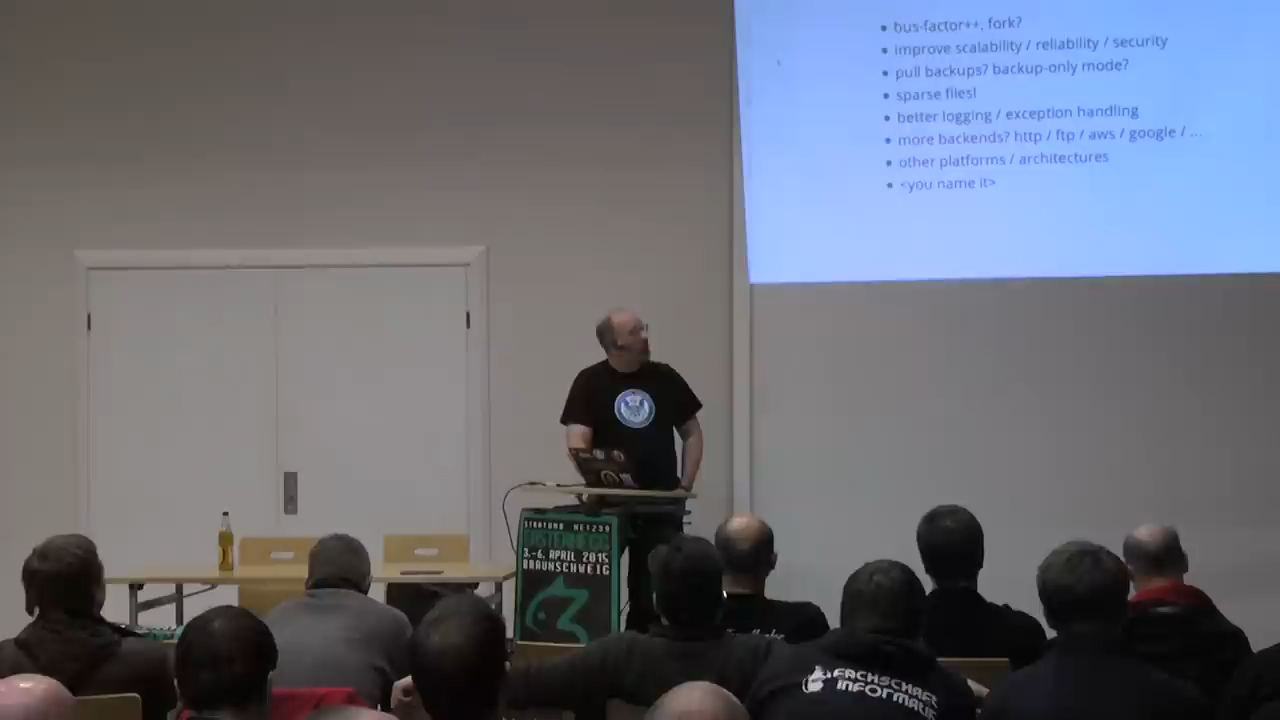 bus-factor++, fork?
improve scalability / reliability / security
pull backups? backup-only mode?
sparse files!
better logging / exception handling
more backends? http / ftp / aws / google / ...
other platforms / architectures
<you name it>
EASTERHEGG
3.-6. APRIL 2015
BRAUNSCHWEIG
FACHSCHAFT
INFORMATIK